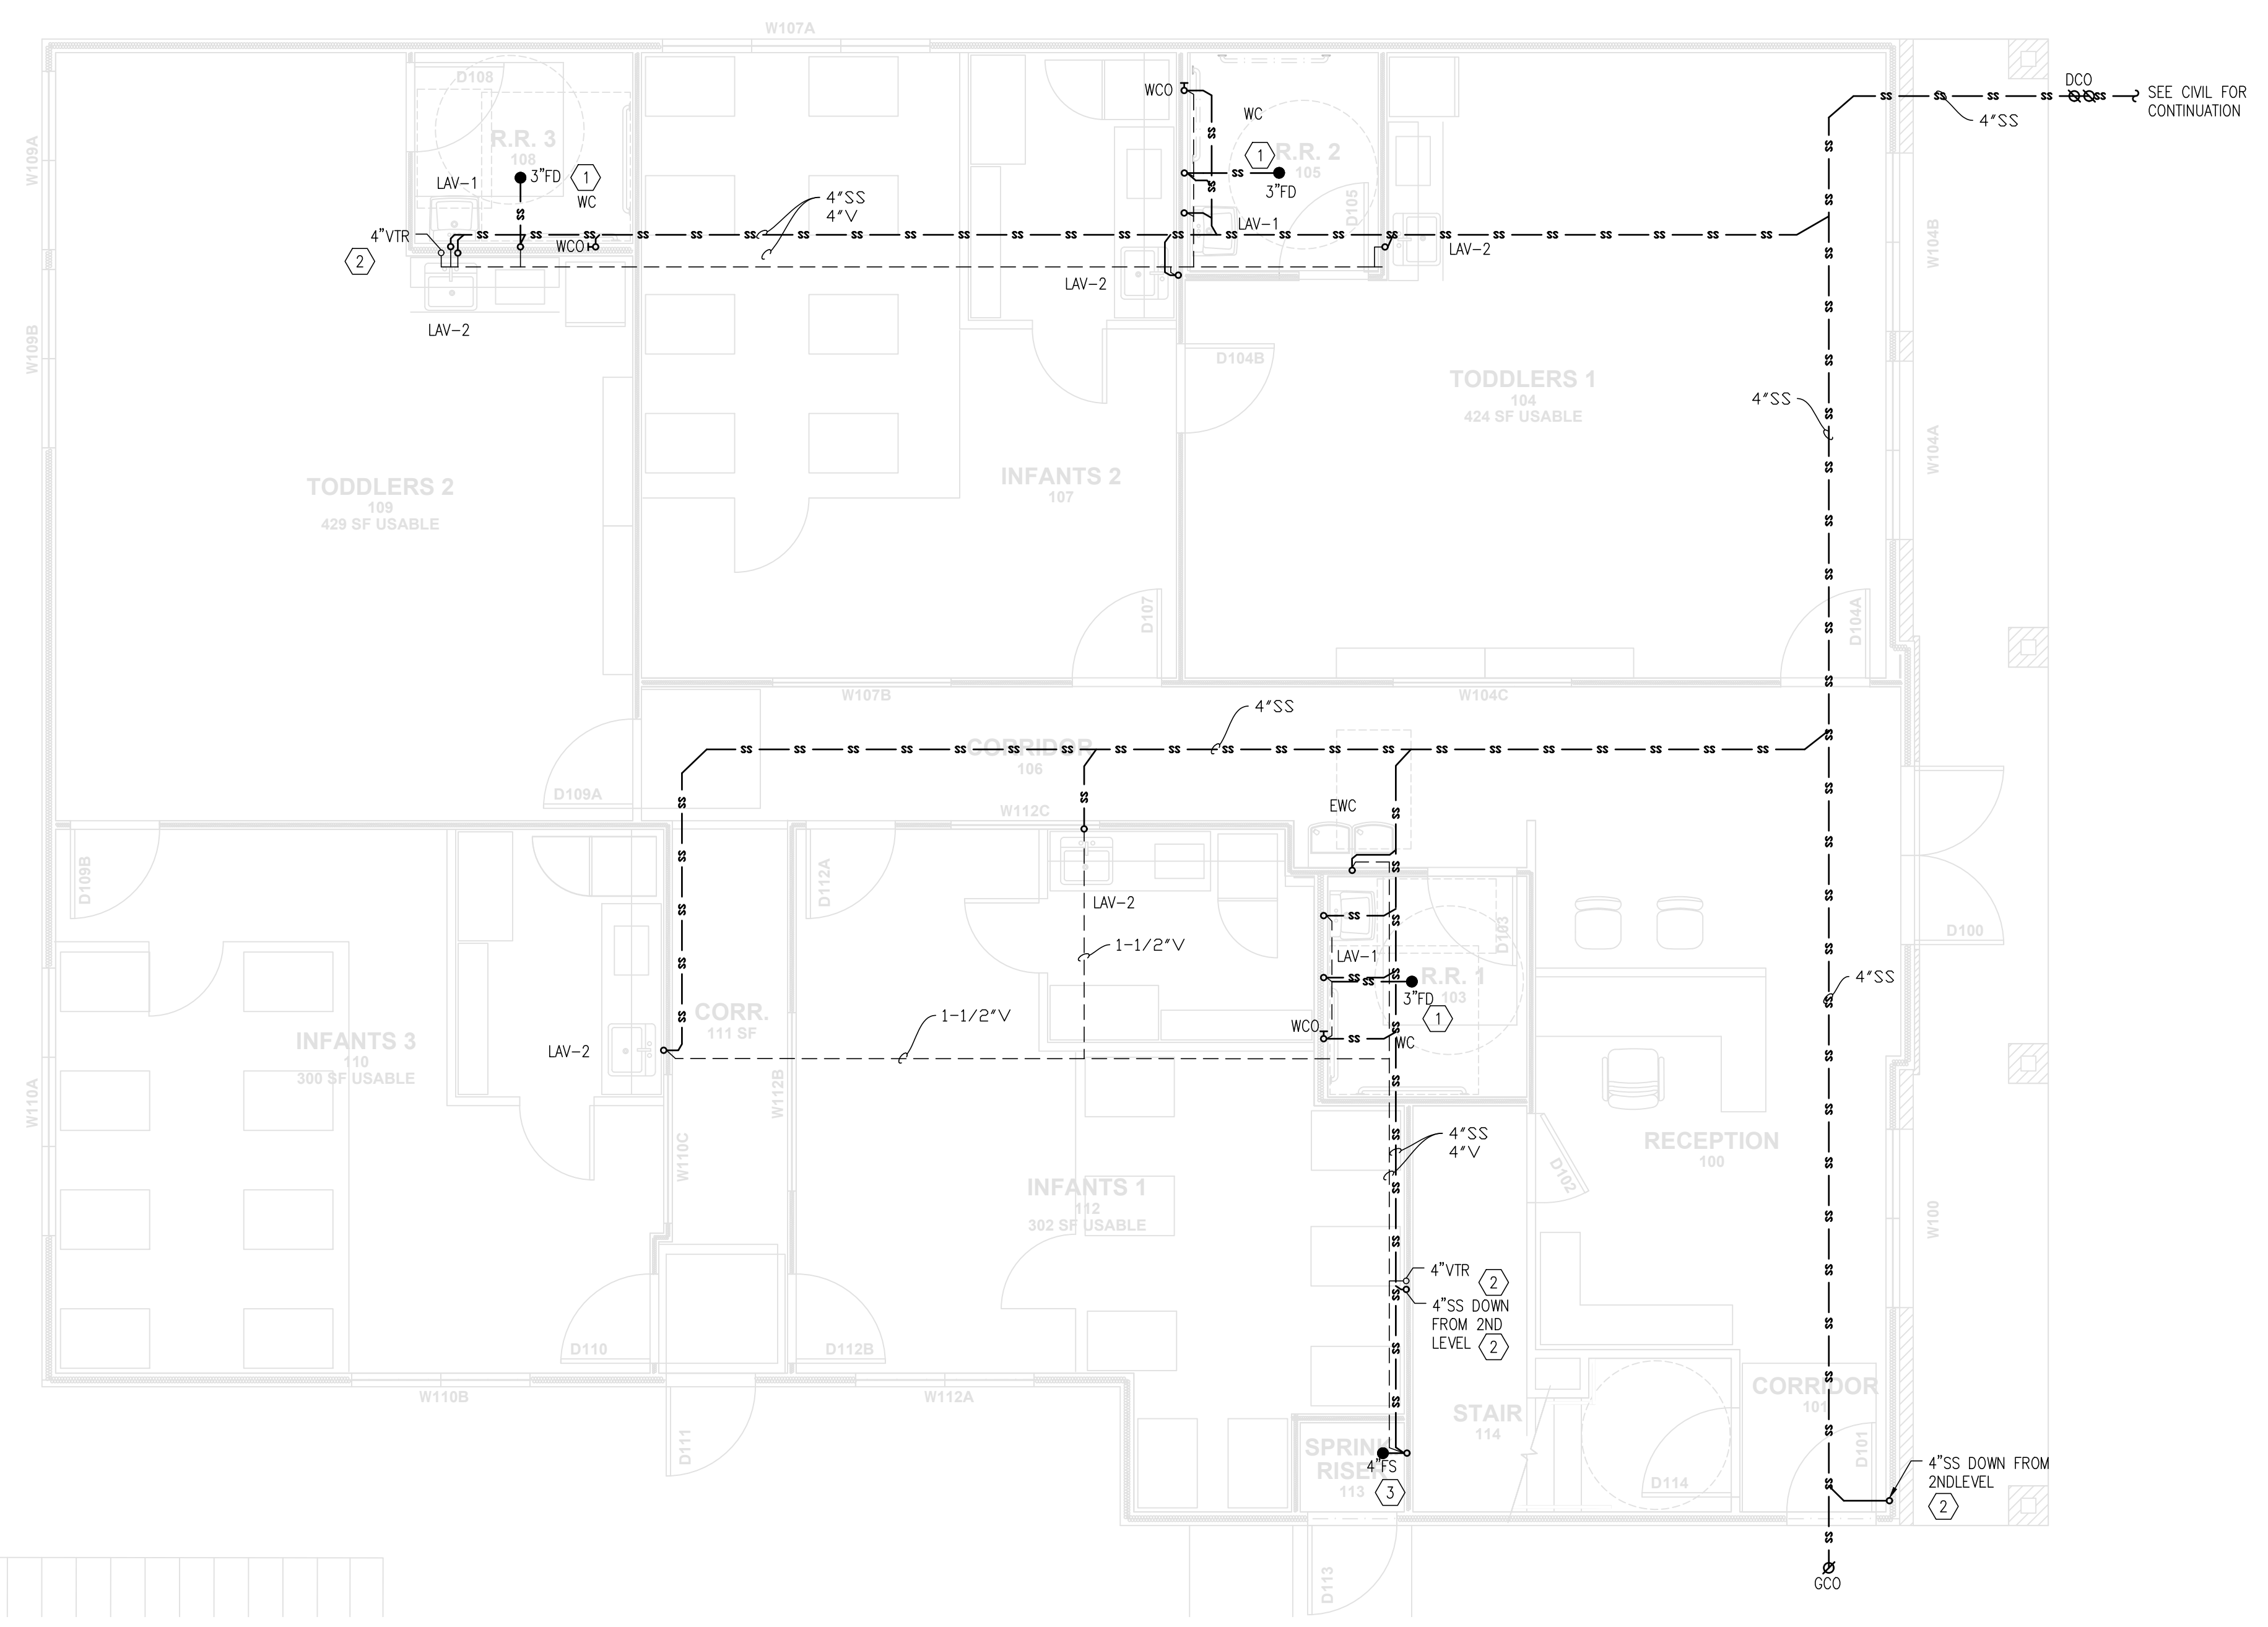 W107A
D108
R.R. 3
108
3"FD
1
WC
LAV-1
4"VTR
2
WCO
LAV-2
4"SS
4"V
WCO
WC
1
R.R. 2
105
3"FD
D105
LAV-1
LAV-2
LAV-2
DCO
SEE CIVIL FOR
CONTINUATION
4"SS
W109A
W109B
W104B
W104A
D104B
TODDLERS 1
104
424 SF USABLE
4"SS
INFANTS 2
107
TODDLERS 2
109
429 SF USABLE
D107
D104A
W107B
W104C
4"SS
CORRIDOR
106
D109A
W112C
EWC
D109B
D112A
LAV-2
1-1/2"V
D103
LAV-1
R.R. 1
103
3"FD
1
WCO
WC
D100
4"SS
CORR.
111 SF
1-1/2"V
INFANTS 3
110
300 SF USABLE
LAV-2
W110A
W112B
W110C
4"SS
4"V
D102
RECEPTION
100
INFANTS 1
112
302 SF USABLE
W100
4"VTR
2
4"SS DOWN
FROM 2ND
LEVEL
2
D110
D112B
W110B
W112A
D111
STAIR
114
CORRIDOR
101
D101
D114
SPRINK
RISER
113
4"FS
3
4"SS DOWN FROM
2NDLEVEL
2
D113
GCO
SS